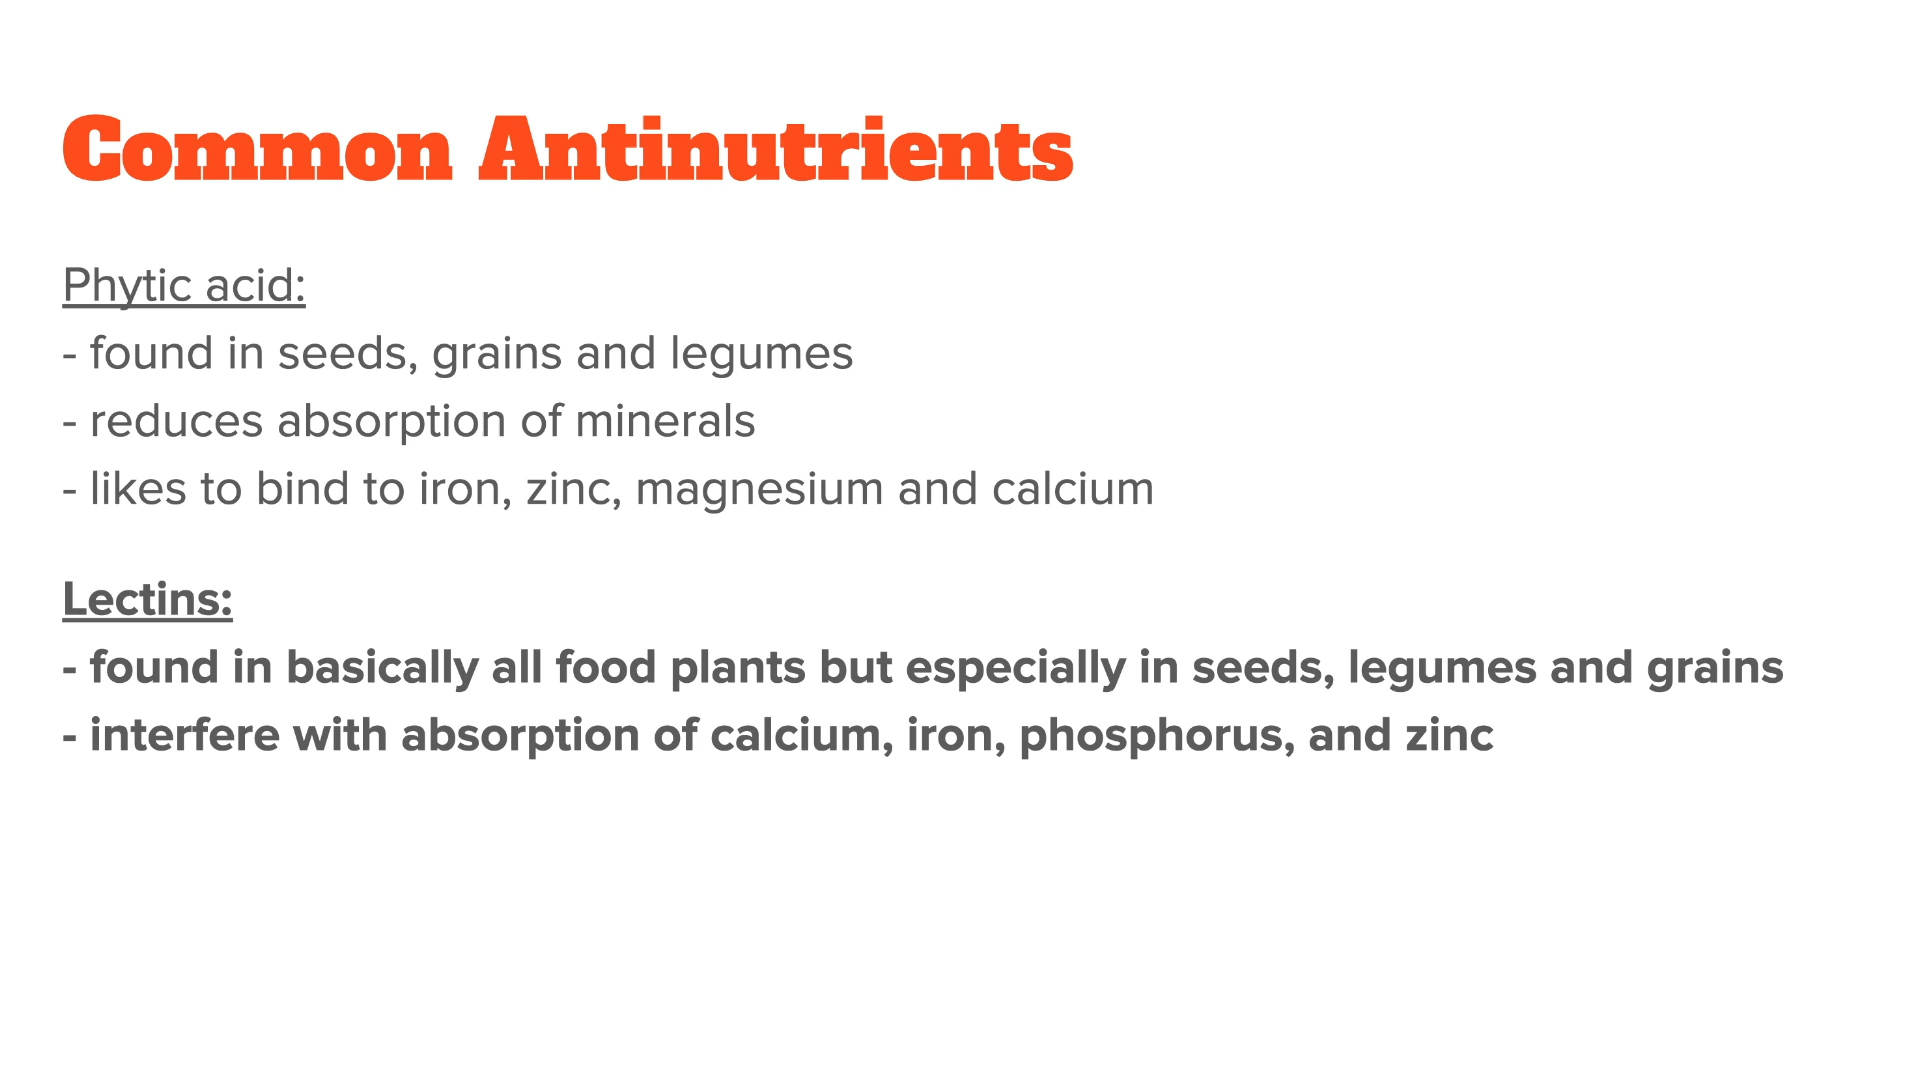 Common Antinutrients
Phytic acid:
- found in seeds, grains and legumes
- reduces absorption of minerals
- likes to bind to iron, zinc, magnesium and calcium
Lectins:
- found in basically all food plants but especially in seeds, legumes and grains
- interfere with absorption of calcium, iron, phosphorus, and zinc